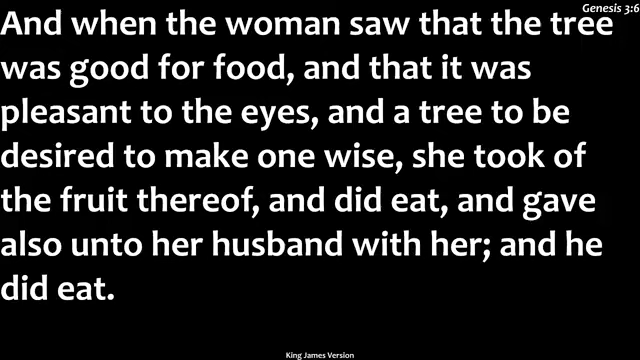 Genesis 3:6
And when the woman saw that the tree
was good for food, and that it was
pleasant to the eyes, and a tree to be
desired to make one wise, she took of
the fruit thereof, and did eat, and gave
also unto her husband with her; and he
did eat.
King James Version